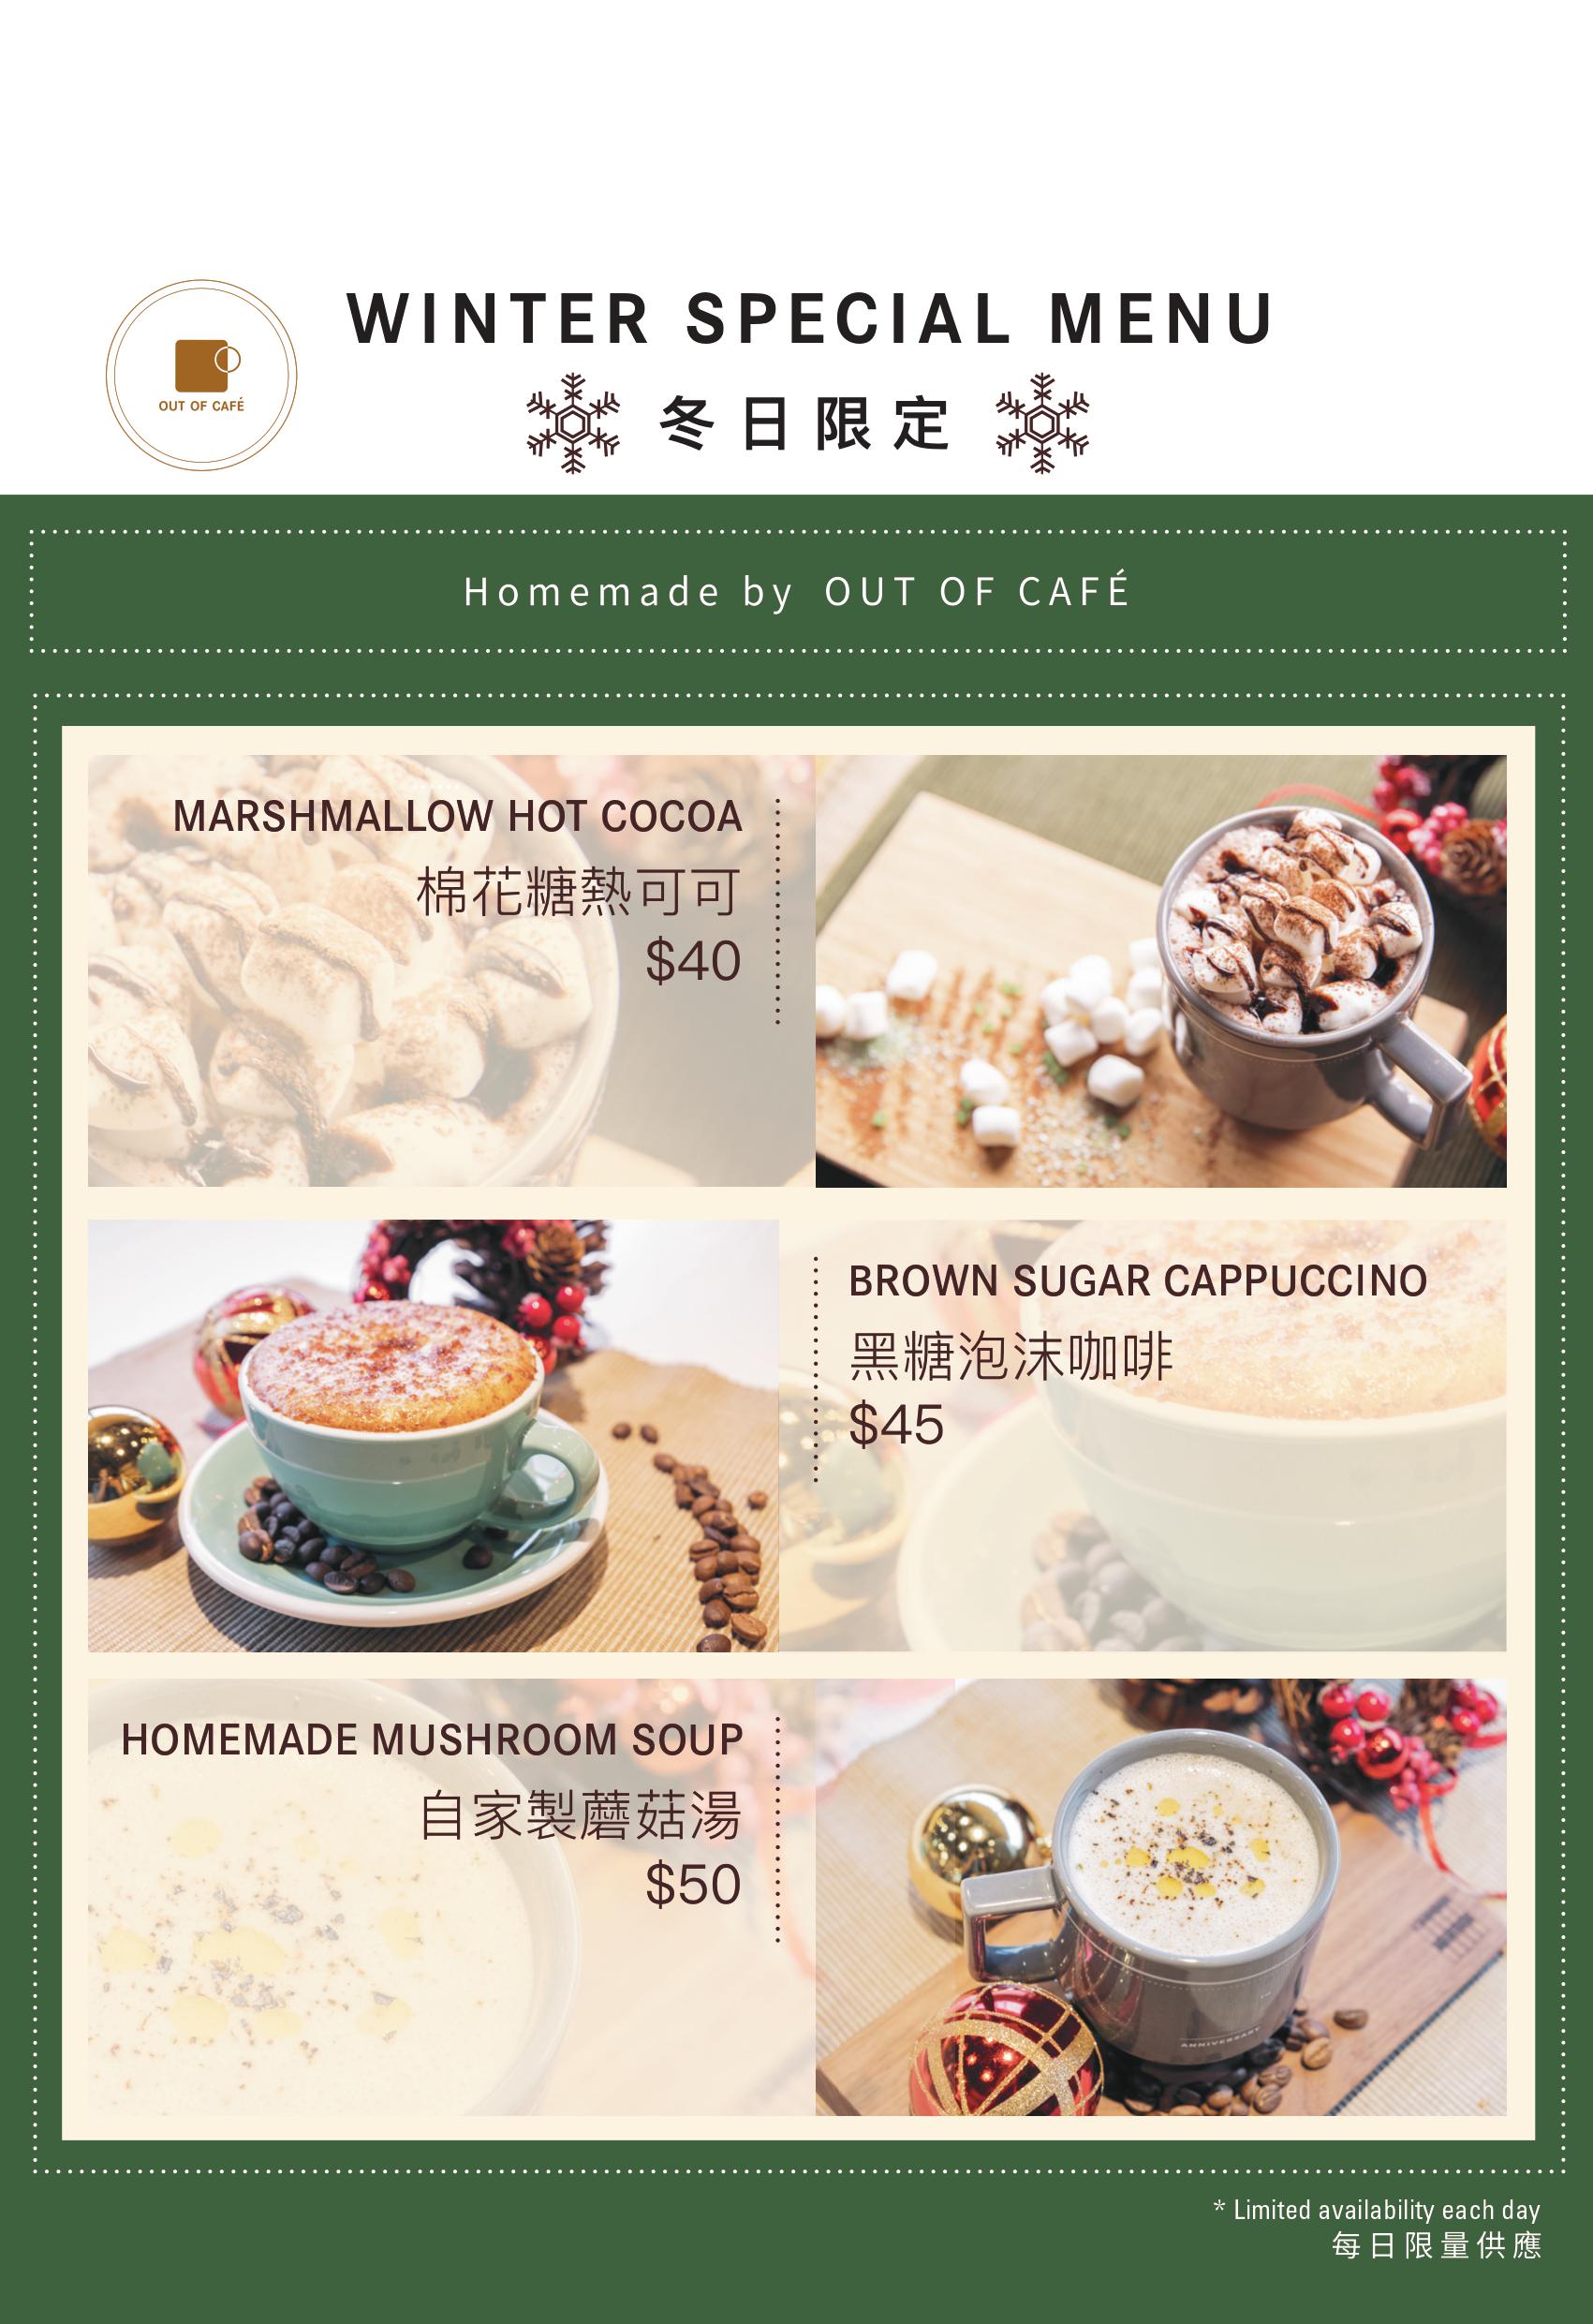 OUT OF CAFÉ
WINTER SPECIAL MENU
冬日限定
Homemade by OUT OF CAFÉ
MARSHMALLOW HOT COCOA
棉花糖熱可可
$40
BROWN SUGAR CAPPUCCINO
黑糖泡沫咖啡
$45
HOMEMADE MUSHROOM SOUP
自家製蘑菇湯
$50
ANNIVERSARY
* Limited availability each day
每日限量供應